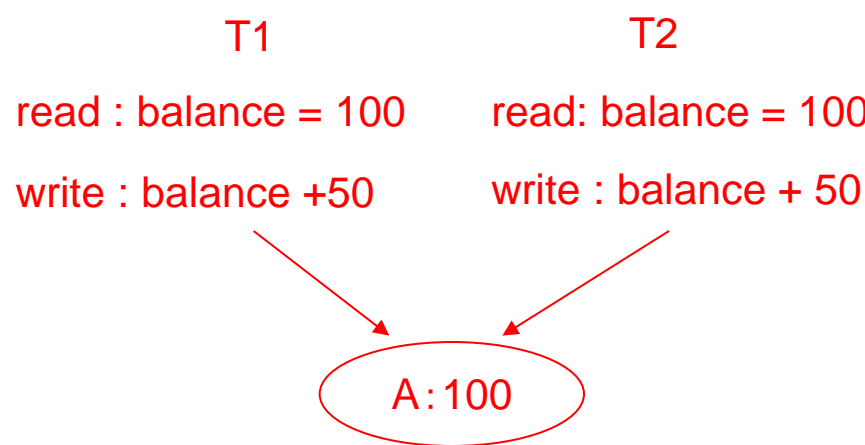 T1
T2
read : balance = 100
read: balance = 100
write : balance +50
write : balance + 50
A : 100